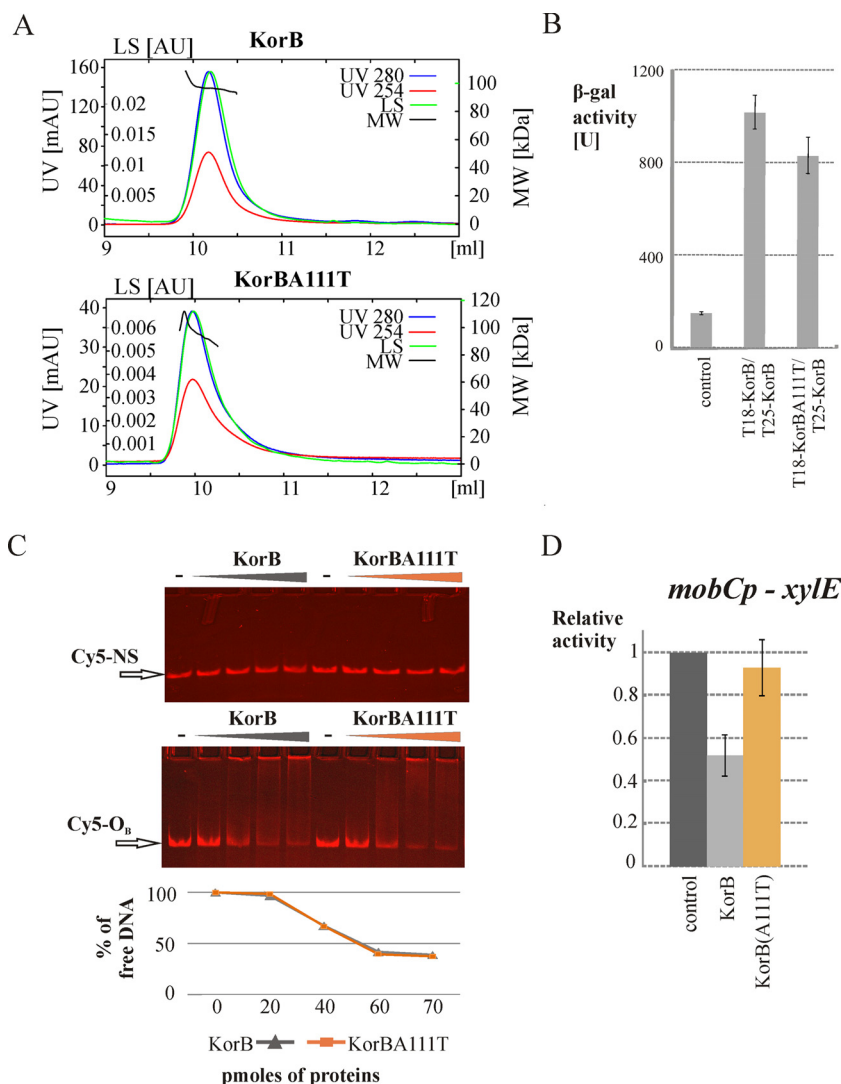 A
KorB
LS [AU]
UV 280
UV 254
LS
MW
160
120
80
40
0
0.02
0.015
0.01
0.005
UV [mAU]
100
80
60
40
20
0
MW [kDa]
9 10 11 12 [ml]
KorBA111T
LS [AU]
UV 280
UV 254
LS
MW
40
30
20
10
0
0.006
0.005
0.004
0.003
0.002
0.001
UV [mAU]
120
100
80
60
40
20
0
MW [kDa]
9 10 11 12 [ml]
B
β-gal
activity
[U]
1200
800
400
0
control
T18-KorB/
T25-KorB
T18-KorBA111T/
T25-KorB
C
KorB KorBA111T
- -
Cy5-NS
KorB KorBA111T
- -
Cy5-OB
% of
free DNA
100
50
0
0 20 40 60 70
KorB KorBA111T
pmoles of proteins
D
mobCp - xylE
Relative
activity
1
0.8
0.6
0.4
0.2
0
control
KorB
KorB(A111T)